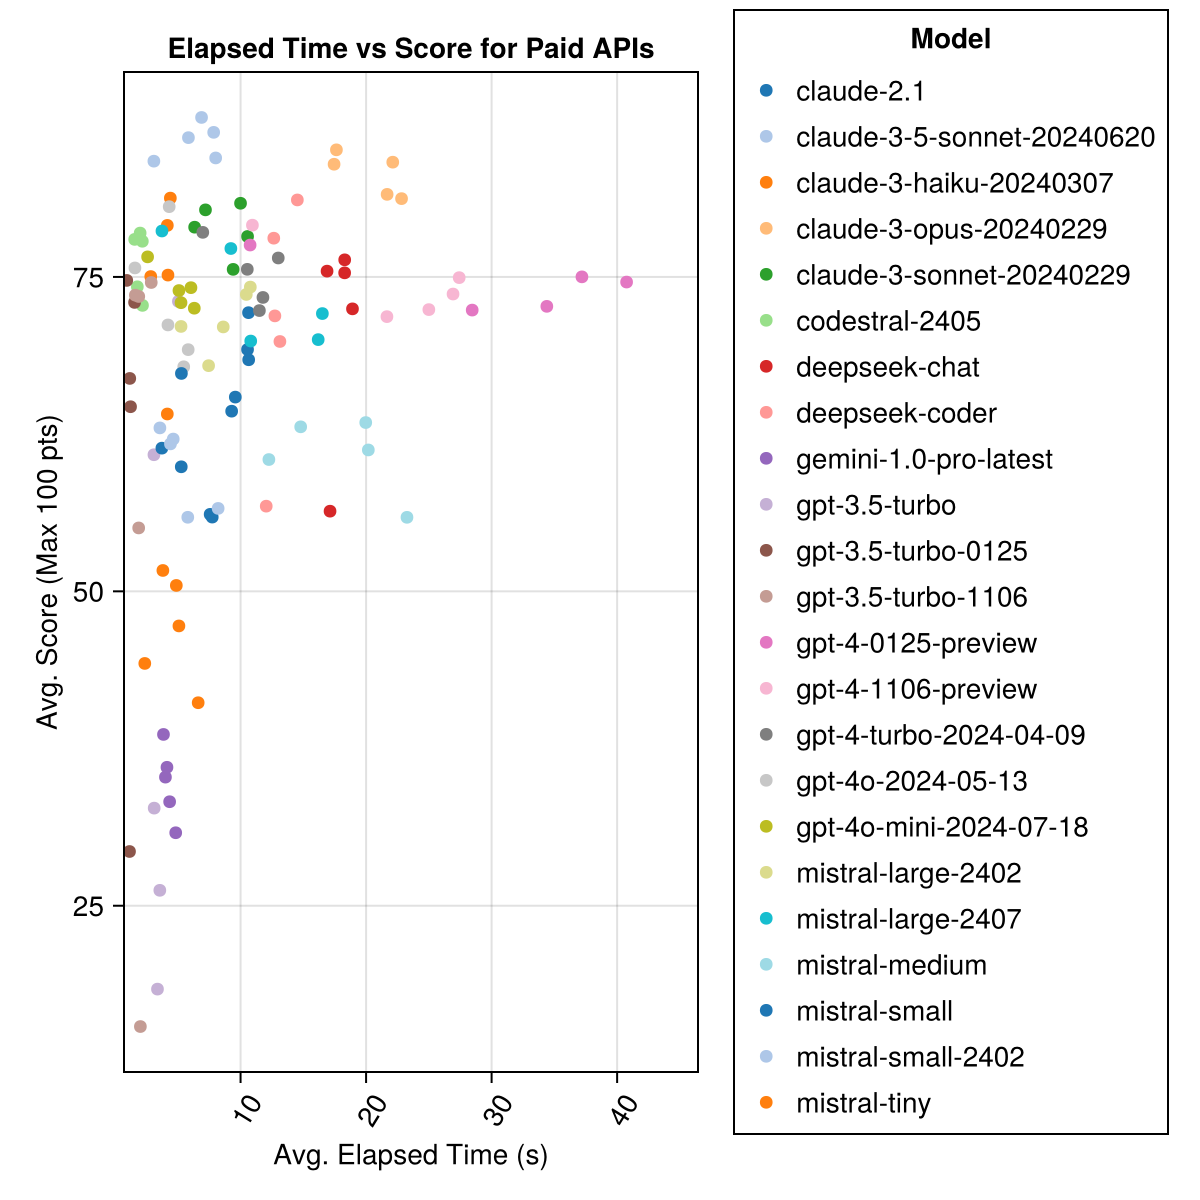 Elapsed Time vs Score for Paid APIs
Avg. Score (Max 100 pts)
75
50
25
10
20
30
40
Avg. Elapsed Time (s)
Model
claude-2.1
claude-3-5-sonnet-20240620
claude-3-haiku-20240307
claude-3-opus-20240229
claude-3-sonnet-20240229
codestral-2405
deepseek-chat
deepseek-coder
gemini-1.0-pro-latest
gpt-3.5-turbo
gpt-3.5-turbo-0125
gpt-3.5-turbo-1106
gpt-4-0125-preview
gpt-4-1106-preview
gpt-4-turbo-2024-04-09
gpt-4o-2024-05-13
gpt-4o-mini-2024-07-18
mistral-large-2402
mistral-large-2407
mistral-medium
mistral-small
mistral-small-2402
mistral-tiny